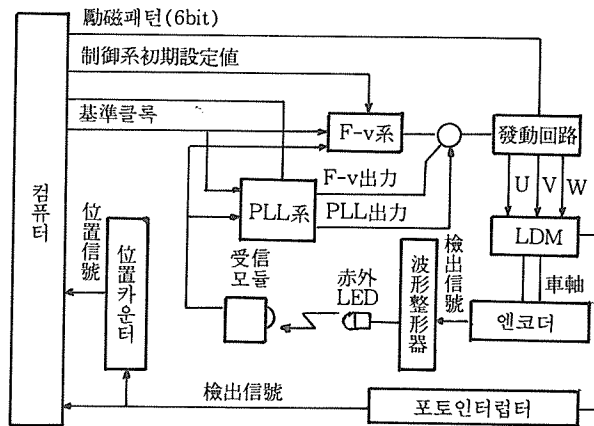 勵磁패턴(6bit)
制御系初期設定値
基準클록
F-v系
發動回路
F-v出力
PLL系
PLL出力
U V W
컴퓨터
位置信號
位置카운터
受信
모듈
赤外
LED
波形整形器
檢出信號
LDM
車軸
엔코더
檢出信號
포토인터럽터